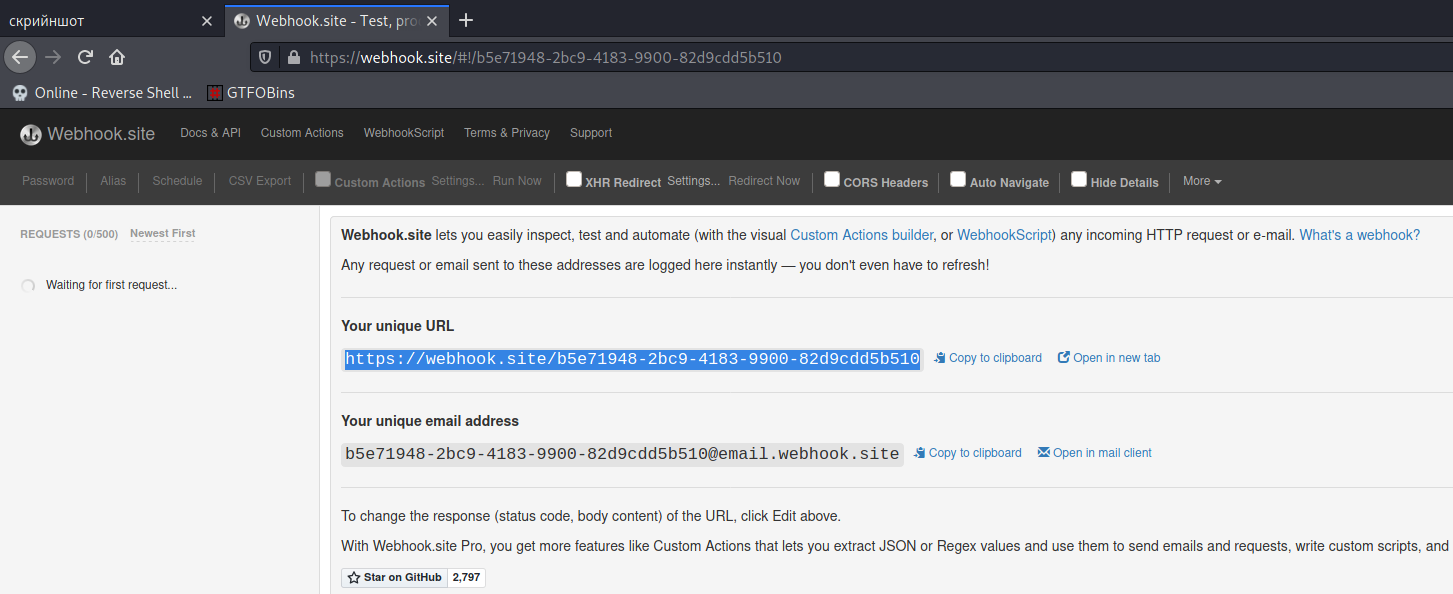 скрийншот
Webhook.site - Test, pro
https://webhook.site/#!/b5e71948-2bc9-4183-9900-82d9cdd5b510
Online - Reverse Shell ... GTFOBins
Webhook.site Docs & API Custom Actions WebhookScript Terms & Privacy Support
Password Alias Schedule CSV Export Custom Actions Settings... Run Now XHR Redirect Settings... Redirect Now CORS Headers Auto Navigate Hide Details More
REQUESTS (0/500) Newest First
Waiting for first request...
Webhook.site lets you easily inspect, test and automate (with the visual Custom Actions builder, or WebhookScript) any incoming HTTP request or e-mail. What's a webhook?
Any request or email sent to these addresses are logged here instantly — you don't even have to refresh!
Your unique URL
https://webhook.site/b5e71948-2bc9-4183-9900-82d9cdd5b510 Copy to clipboard Open in new tab
Your unique email address
b5e71948-2bc9-4183-9900-82d9cdd5b510@email.webhook.site Copy to clipboard Open in mail client
To change the response (status code, body content) of the URL, click Edit above.
With Webhook.site Pro, you get more features like Custom Actions that lets you extract JSON or Regex values and use them to send emails and requests, write custom scripts, and
Star on GitHub 2,797